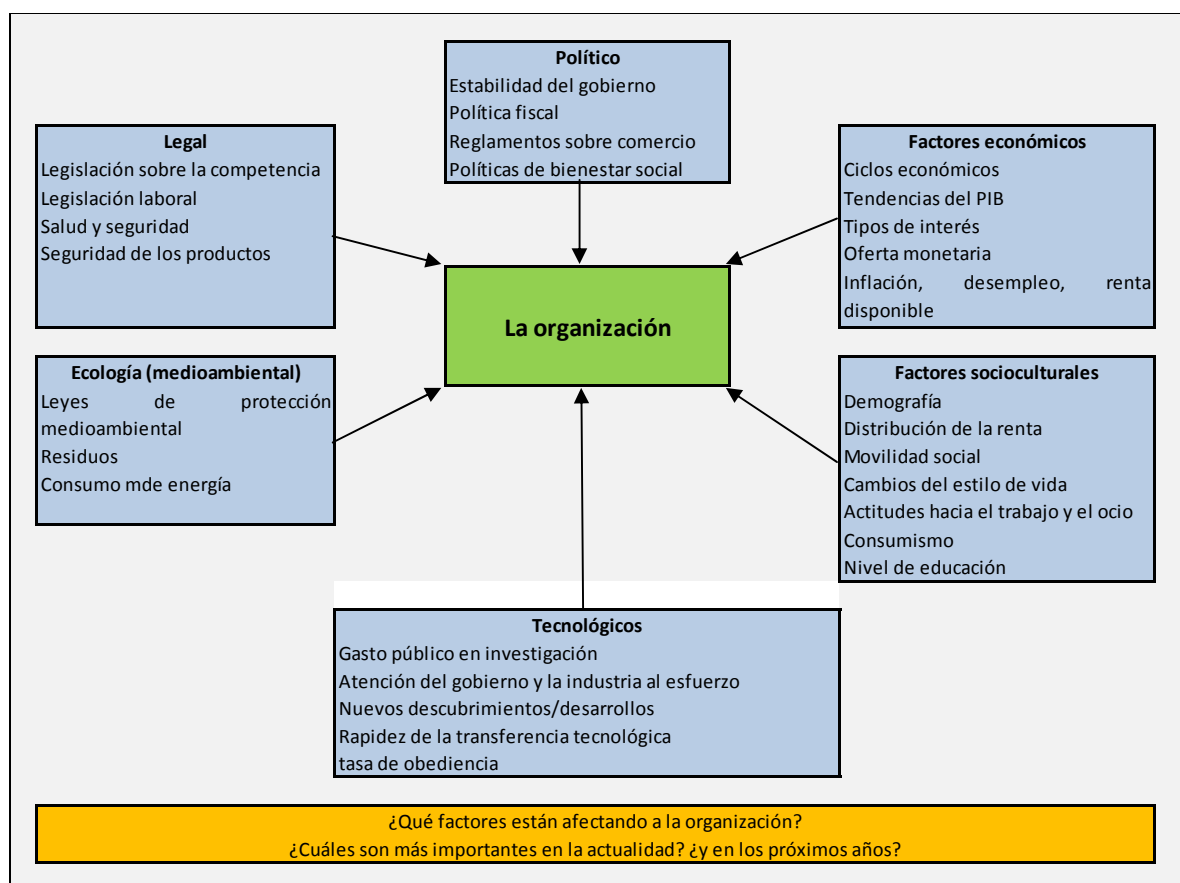 Político
Estabilidad del gobierno
Política fiscal
Reglamentos sobre comercio
Políticas de bienestar social
Legal
Legislación sobre la competencia
Legislación laboral
Salud y seguridad
Seguridad de los productos
Factores económicos
Ciclos económicos
Tendencias del PIB
Tipos de interés
Oferta monetaria
Inflación, desempleo, renta
disponible
La organización
Ecología (medioambiental)
Leyes de protección
medioambiental
Residuos
Consumo mde energía
Factores socioculturales
Demografía
Distribución de la renta
Movilidad social
Cambios del estilo de vida
Actitudes hacia el trabajo y el ocio
Consumismo
Nivel de educación
Tecnológicos
Gasto público en investigación
Atención del gobierno y la industria al esfuerzo
Nuevos descubrimientos/desarrollos
Rapidez de la transferencia tecnológica
tasa de obediencia
¿Qué factores están afectando a la organización?
¿Cuáles son más importantes en la actualidad? ¿y en los próximos años?